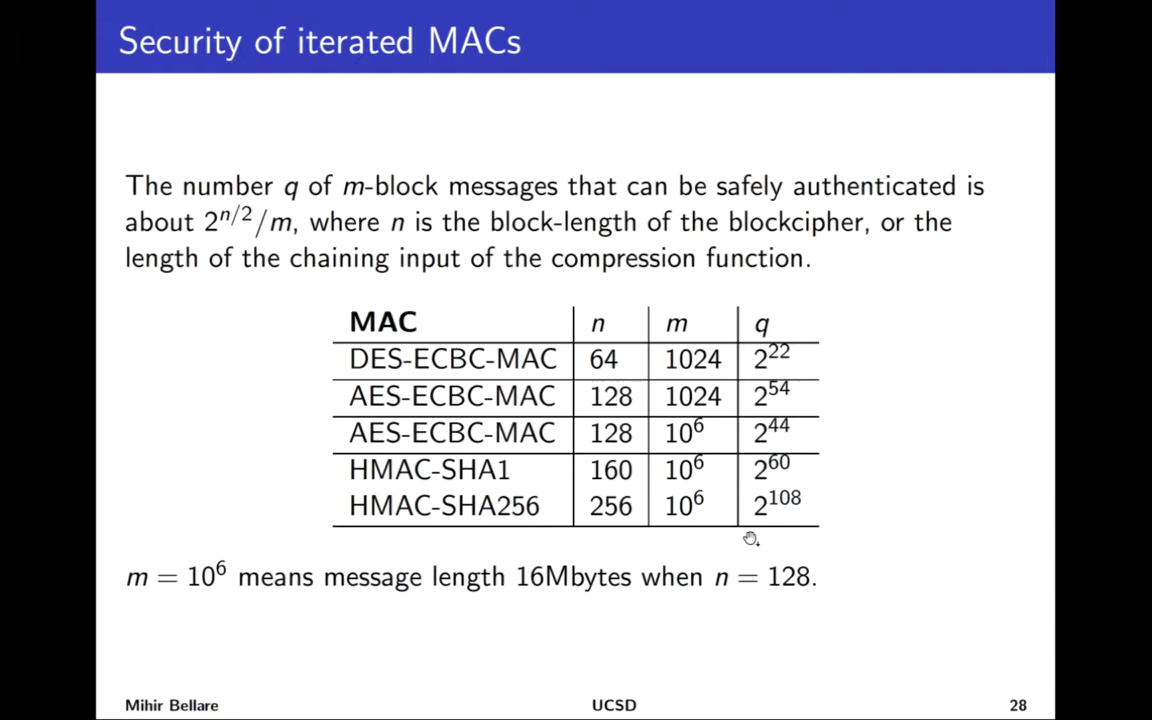 Security of iterated MACs
The number q of m-block messages that can be safely authenticated is
about 2^{n/2}/m, where n is the block-length of the blockcipher, or the
length of the chaining input of the compression function.
MAC n m q
DES-ECBC-MAC 64 1024 2^{22}
AES-ECBC-MAC 128 1024 2^{54}
AES-ECBC-MAC 128 10^6 2^{44}
HMAC-SHA1 160 10^6 2^{60}
HMAC-SHA256 256 10^6 2^{108}
m = 10^6 means message length 16Mbytes when n = 128.
Mihir Bellare UCSD 28